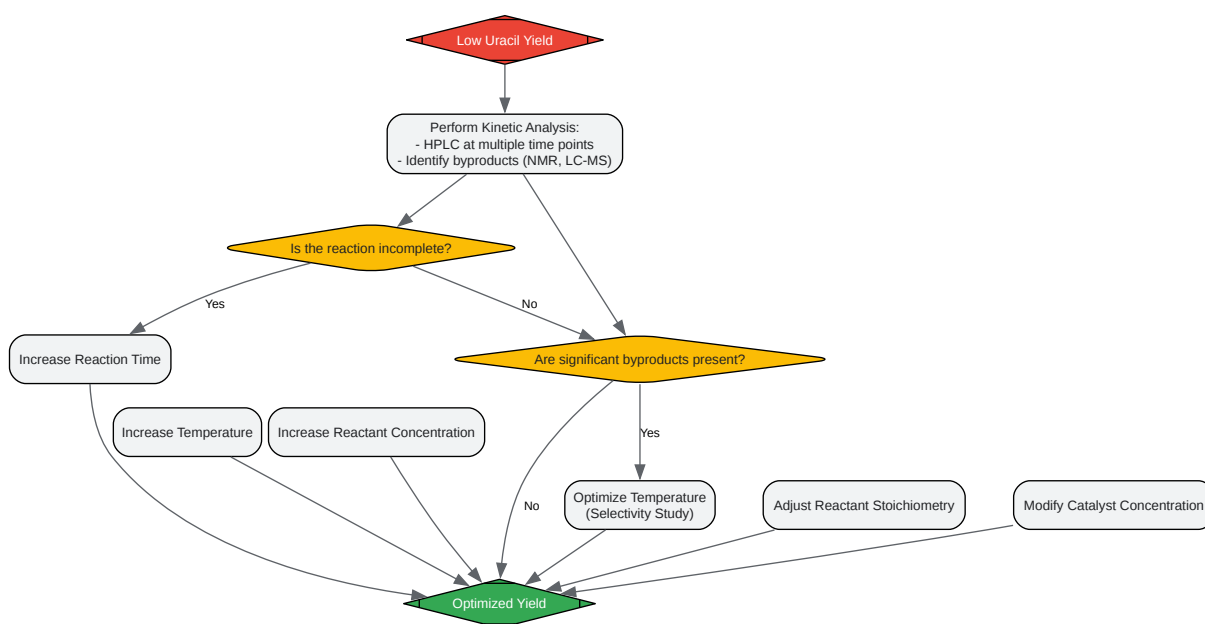 Low Uracil Yield
Perform Kinetic Analysis:
- HPLC at multiple time points
- Identify byproducts (NMR, LC-MS)
Is the reaction incomplete?
Yes
No
Increase Reaction Time
Are significant byproducts present?
Increase Temperature
Increase Reactant Concentration
Yes
No
Optimize Temperature
(Selectivity Study)
Adjust Reactant Stoichiometry
Modify Catalyst Concentration
Optimized Yield